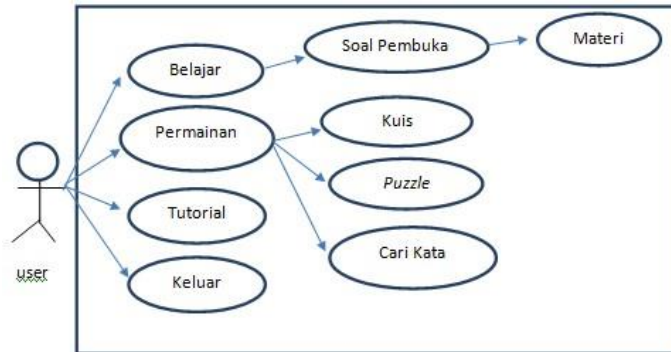 Soal Pembuka
Materi
Belajar
Permainan
Kuis
Puzzle
Tutorial
Cari Kata
Keluar
user